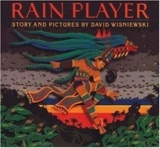 RAIN PLAYER
STORY AND PICTURES BY DAVID WISNIEWSKI